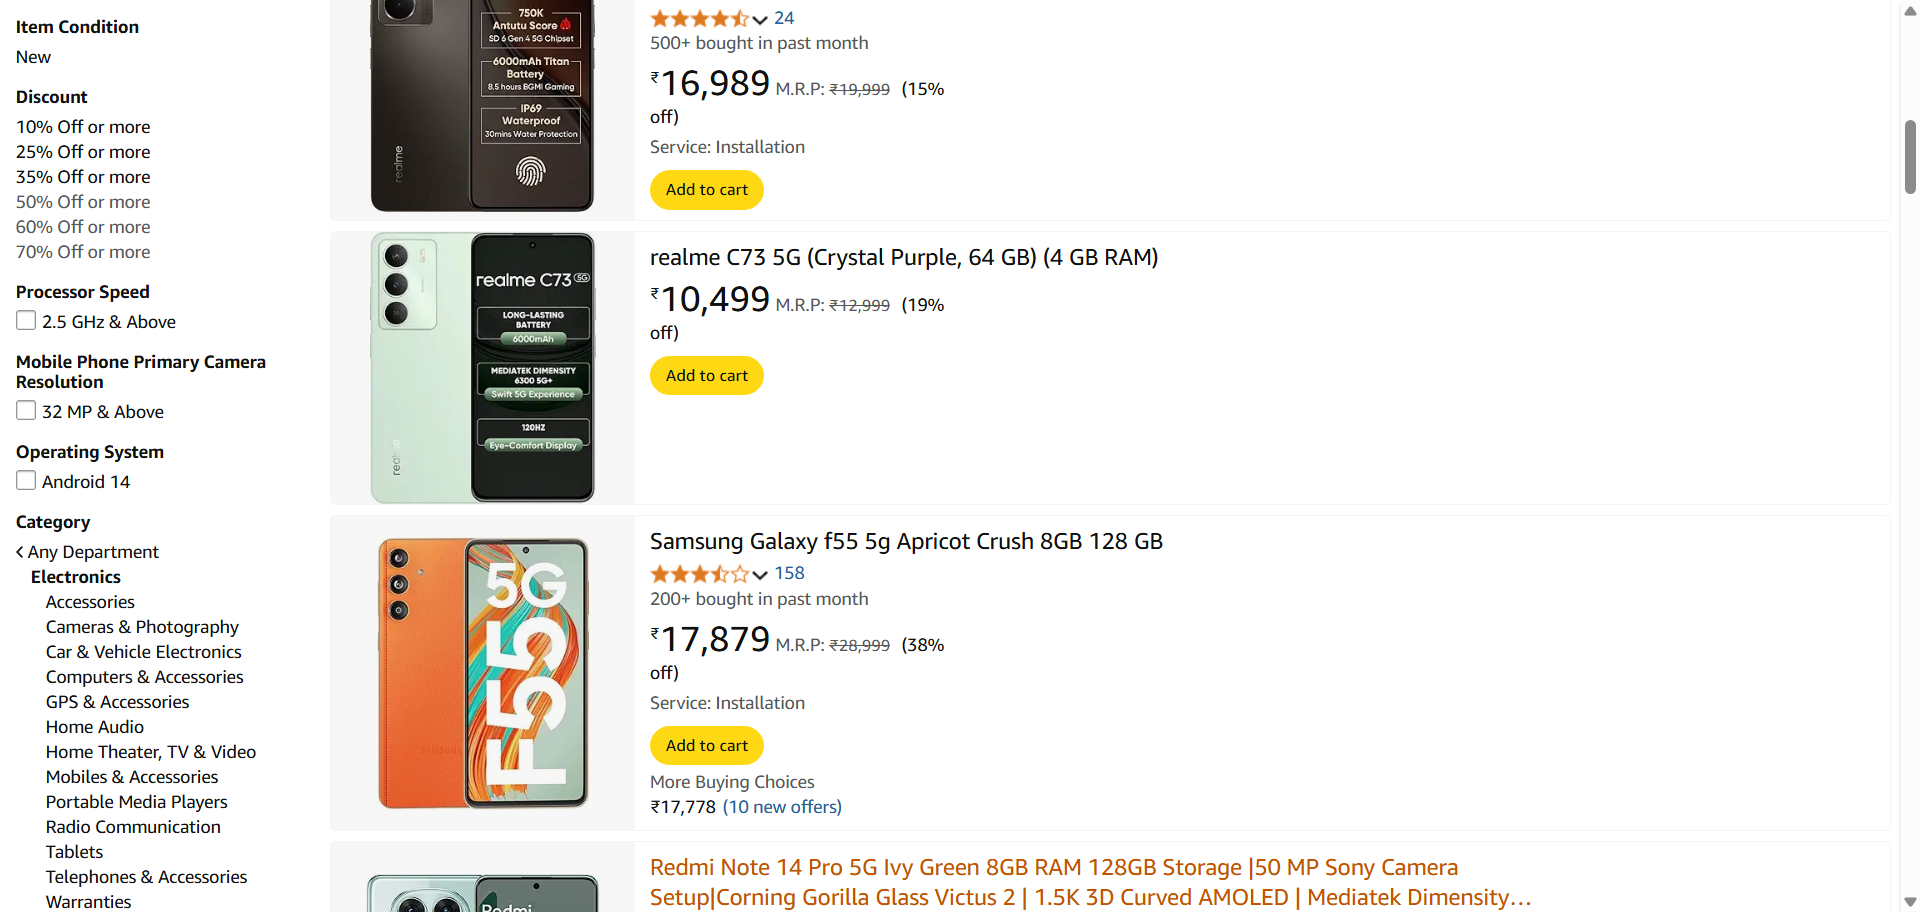 Item Condition
New
Discount
10% Off or more
25% Off or more
35% Off or more
50% Off or more
60% Off or more
70% Off or more
Processor Speed
2.5 GHz & Above
Mobile Phone Primary Camera
Resolution
32 MP & Above
Operating System
Android 14
Category
Any Department
Electronics
Accessories
Cameras & Photography
Car & Vehicle Electronics
Computers & Accessories
GPS & Accessories
Home Audio
Home Theater, TV & Video
Mobiles & Accessories
Portable Media Players
Radio Communication
Tablets
Telephones & Accessories
Warranties
750K
Antutu Score
SD 6 Gen 4 5G Chipset
6000mAh Titan
Battery
8.5 hours BGMI Gaming
IP69
Waterproof
30mins Water Protection
realme
24
500+ bought in past month
₹16,989 M.R.P: ₹19,999 (15%
off)
Service: Installation
Add to cart
realme C73 5G
LONG-LASTING
BATTERY
6000mAh
MEDIATEK DIMENSITY
6300 5G+
Swift 5G Experience
120HZ
Eye-Comfort Display
realme
realme C73 5G (Crystal Purple, 64 GB) (4 GB RAM)
₹10,499 M.R.P: ₹12,999 (19%
off)
Add to cart
5G
F55
SAMSUNG
Samsung Galaxy f55 5g Apricot Crush 8GB 128 GB
158
200+ bought in past month
₹17,879 M.R.P: ₹28,999 (38%
off)
Service: Installation
Add to cart
More Buying Choices
₹17,778 (10 new offers)
Redmi
Redmi Note 14 Pro 5G Ivy Green 8GB RAM 128GB Storage |50 MP Sony Camera
Setup|Corning Gorilla Glass Victus 2 | 1.5K 3D Curved AMOLED | Mediatek Dimensity…